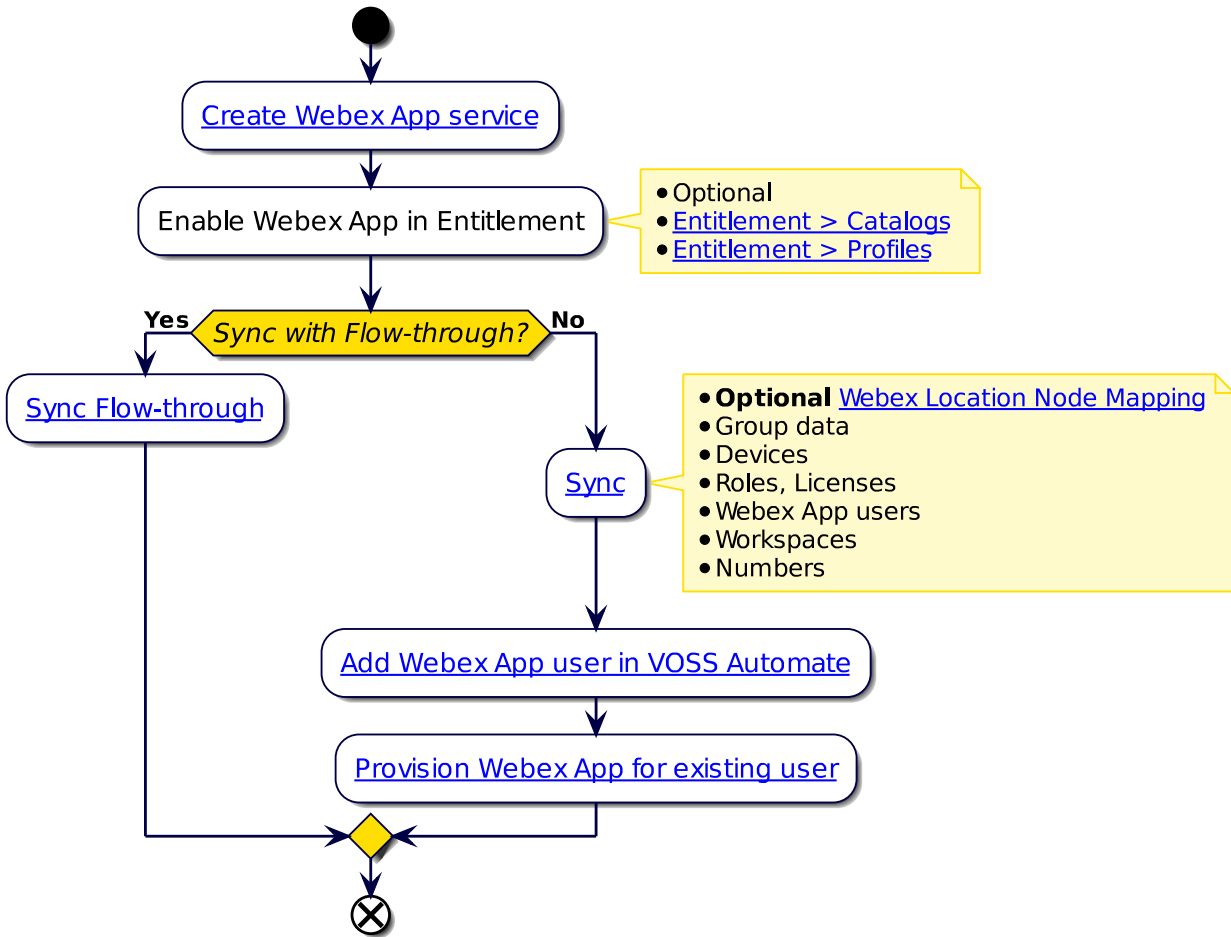 Create Webex App service
Enable Webex App in Entitlement
• Optional
• Entitlement > Catalogs
• Entitlement > Profiles
Yes
Sync with Flow-through?
No
Sync Flow-through
Sync
• Optional Webex Location Node Mapping
• Group data
• Devices
• Roles, Licenses
• Webex App users
• Workspaces
• Numbers
Add Webex App user in VOSS Automate
Provision Webex App for existing user